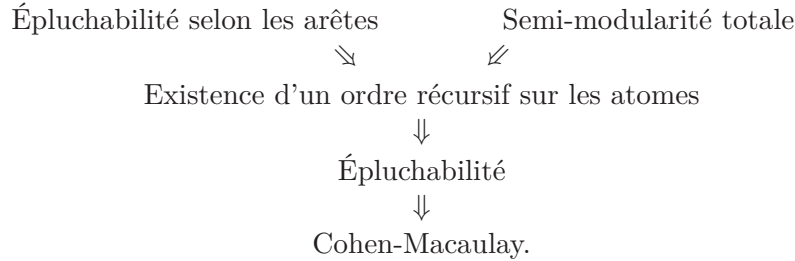 Épluchabilité selon les arêtes Semi-modularité totale
⇘ ⇙
Existence d'un ordre récursif sur les atomes
⇓
Épluchabilité
⇓
Cohen-Macaulay.